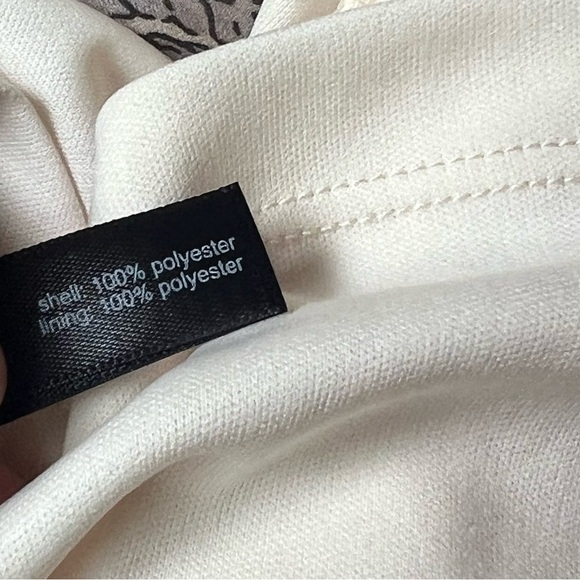 shell: 100% polyester
lining: 100% polyester